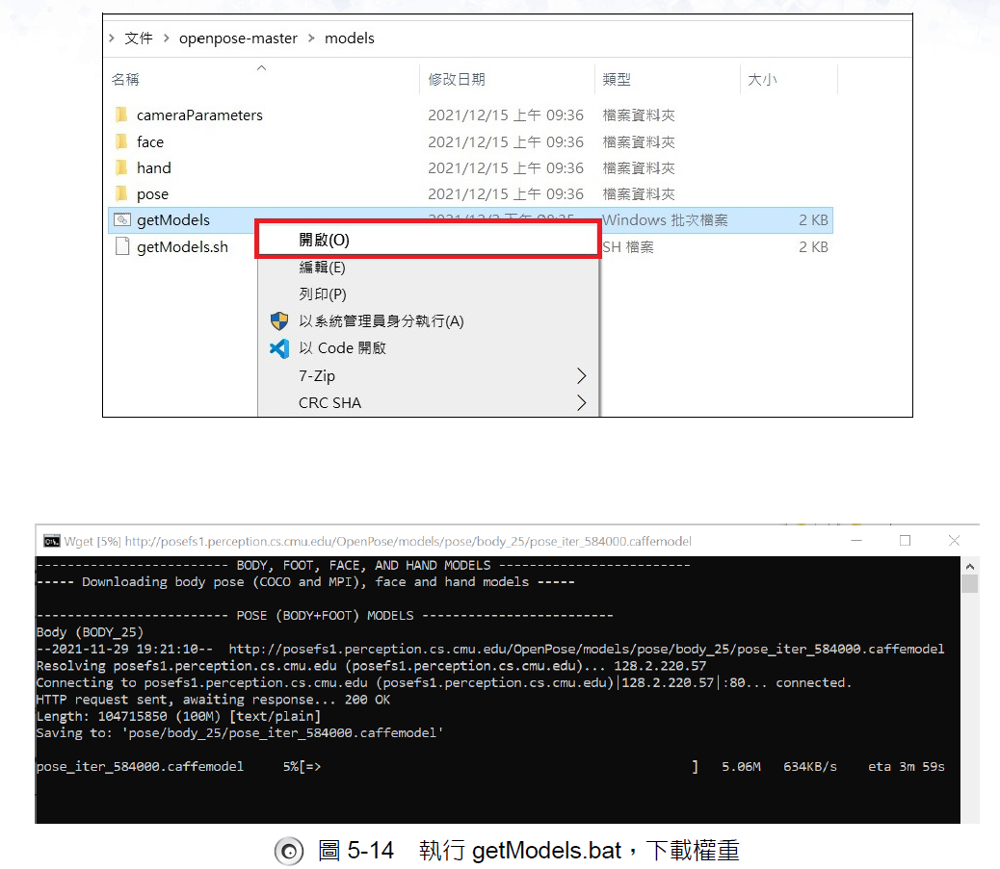 文件 openpose-master models
名稱 修改日期 類型 大小
cameraParameters 2021/12/15 上午 09:36 檔案資料夾
face 2021/12/15 上午 09:36 檔案資料夾
hand 2021/12/15 上午 09:36 檔案資料夾
pose 2021/12/15 上午 09:36 檔案資料夾
getModels Windows 批次檔案 2 KB
開啟(O)
getModels.sh SH 檔案 2 KB
編輯(E)
列印(P)
以系統管理員身分執行(A)
以 Code 開啟
7-Zip
CRC SHA
Wget [5%] http://posefs1.perception.cs.cmu.edu/OpenPose/models/pose/body_25/pose_iter_584000.caffemodel
------------------------ BODY, FOOT, FACE, AND HAND MODELS ------------------------
----- Downloading body pose (COCO and MPI), face and hand models -----
------------------------ POSE (BODY+FOOT) MODELS ------------------------
Body (BODY_25)
--2021-11-29 19:21:10-- http://posefs1.perception.cs.cmu.edu/OpenPose/models/pose/body_25/pose_iter_584000.caffemodel
Resolving posefs1.perception.cs.cmu.edu (posefs1.perception.cs.cmu.edu)... 128.2.220.57
Connecting to posefs1.perception.cs.cmu.edu (posefs1.perception.cs.cmu.edu)|128.2.220.57|:80... connected.
HTTP request sent, awaiting response... 200 OK
Length: 104715850 (100M) [text/plain]
Saving to: 'pose/body_25/pose_iter_584000.caffemodel'
pose_iter_584000.caffemodel 5%[=> ] 5.06M 634KB/s eta 3m 59s
圖 5-14 執行 getModels.bat，下載權重